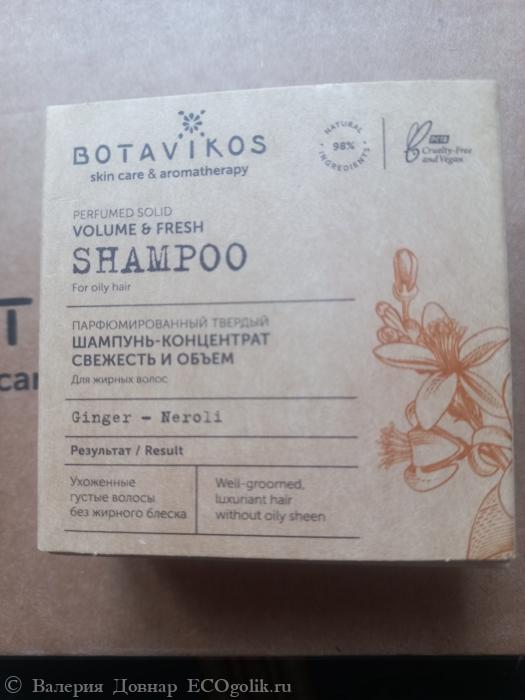 BOTAVIKOS
skin care & aromatherapy
NATURAL
98%
INGREDIENTS
PETA
Cruelty-Free
and Vegan
PERFUMED SOLID
VOLUME & FRESH
SHAMPOO
For oily hair
ПАРФЮМИРОВАННЫЙ ТВЕРДЫЙ
ШАМПУНЬ-КОНЦЕНТРАТ
СВЕЖЕСТЬ И ОБЪЕМ
Для жирных волос
Ginger – Neroli
Результат / Result
Ухоженные
густые волосы
без жирного блеска
Well-groomed,
luxuriant hair
without oily sheen
T
car
© Валерия Довнар ECOgolik.ru